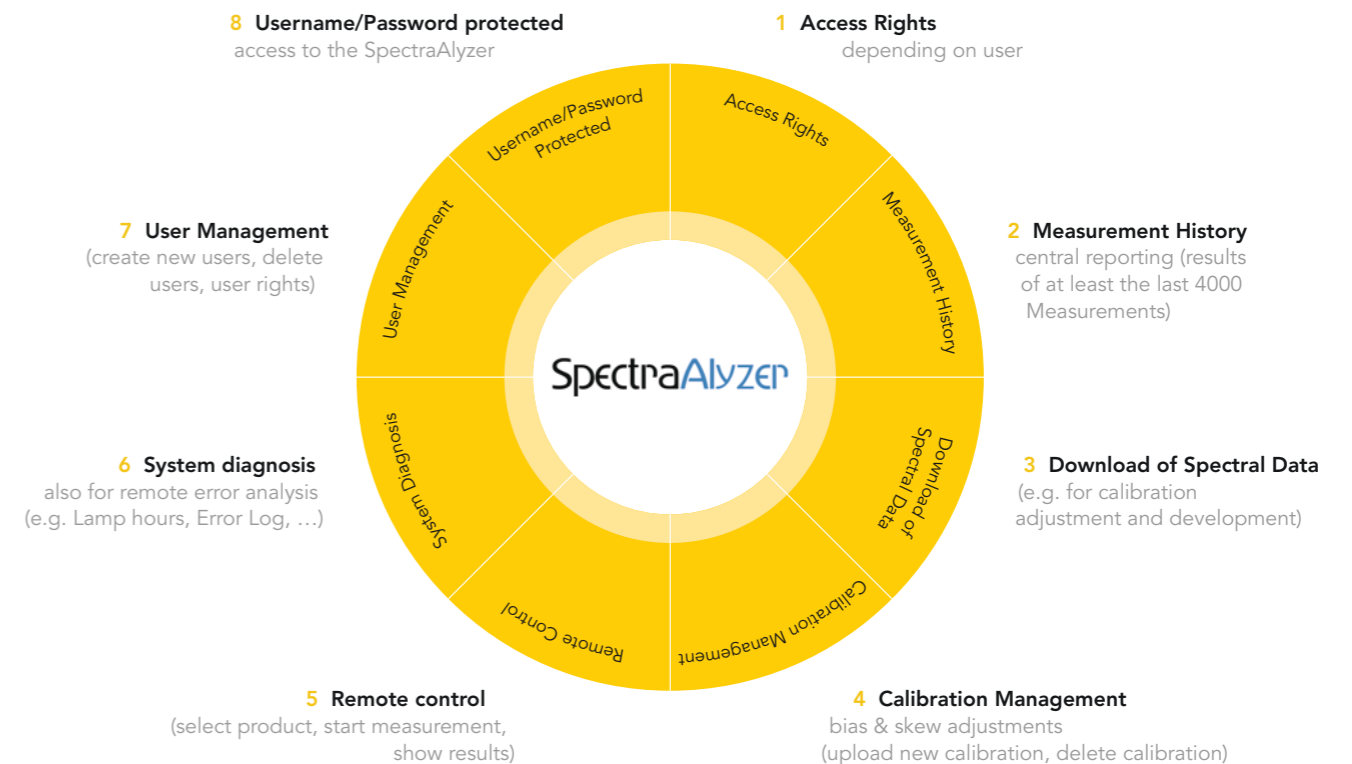 8 Username/Password protected
access to the SpectraAlyzer
1 Access Rights
depending on user
Username/Password
Protected
Access Rights
7 User Management
(create new users, delete
users, user rights)
User Management
Measurement History
2 Measurement History
central reporting (results
of at least the last 4000
Measurements)
SpectraAlyzer
6 System diagnosis
also for remote error analysis
(e.g. Lamp hours, Error Log, …)
System Diagnosis
Download of
Spectral Data
3 Download of Spectral Data
(e.g. for calibration
adjustment and development)
Remote Control
Calibration Management
5 Remote control
(select product, start measurement,
show results)
4 Calibration Management
bias & skew adjustments
(upload new calibration, delete calibration)